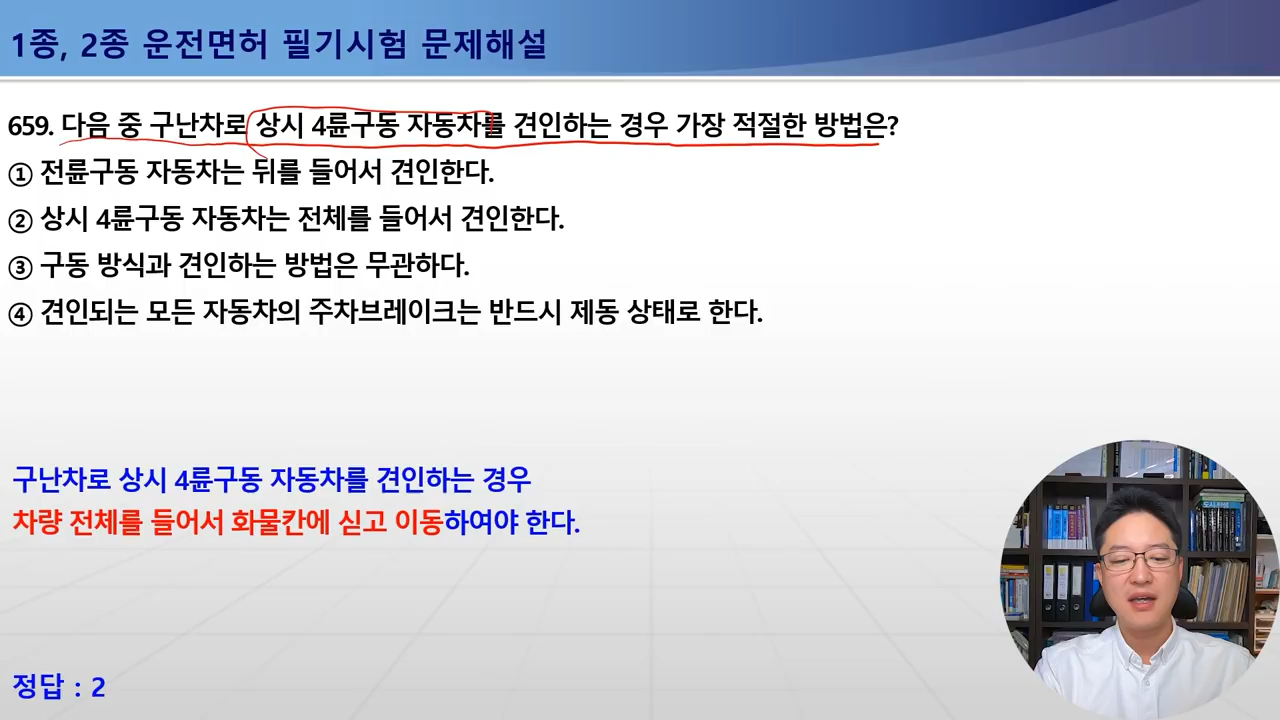 1종, 2종 운전면허 필기시험 문제해설
659. 다음 중 구난차로 상시 4륜구동 자동차를 견인하는 경우 가장 적절한 방법은?
① 전륜구동 자동차는 뒤를 들어서 견인한다.
② 상시 4륜구동 자동차는 전체를 들어서 견인한다.
③ 구동 방식과 견인하는 방법은 무관하다.
④ 견인되는 모든 자동차의 주차브레이크는 반드시 제동 상태로 한다.
구난차로 상시 4륜구동 자동차를 견인하는 경우
차량 전체를 들어서 화물칸에 싣고 이동하여야 한다.
정답 : 2